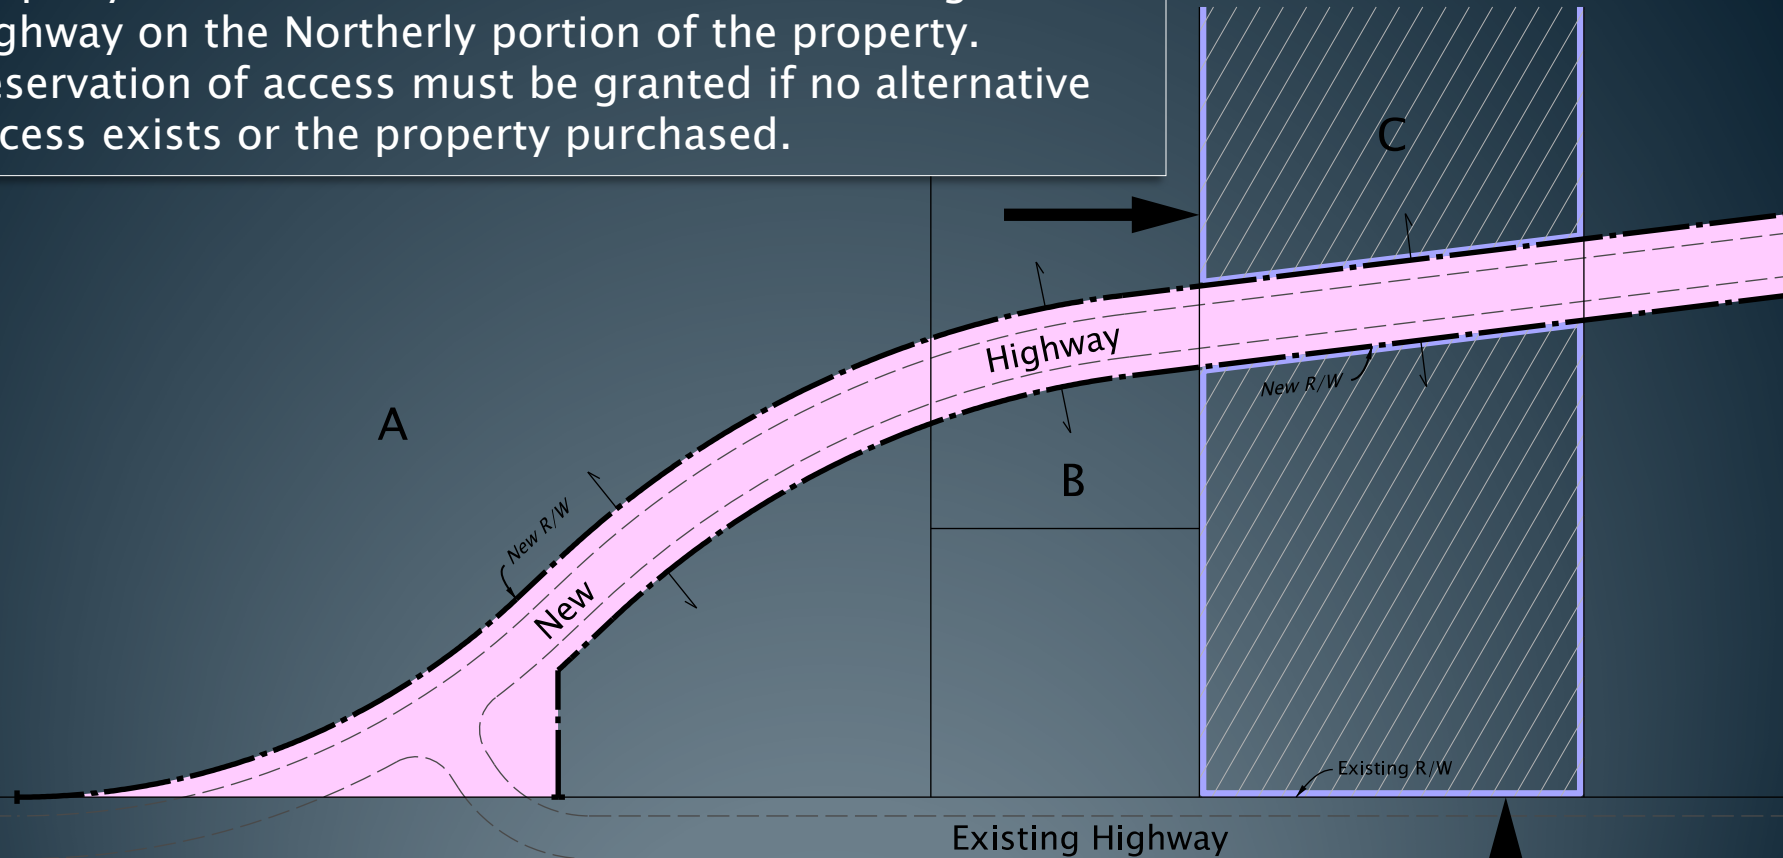 ghway on the Northerly portion of the property.
servation of access must be granted if no alternative
cess exists or the property purchased.
C
Highway
New R/W
A
B
New R/W
New
Existing R/W
Existing Highway